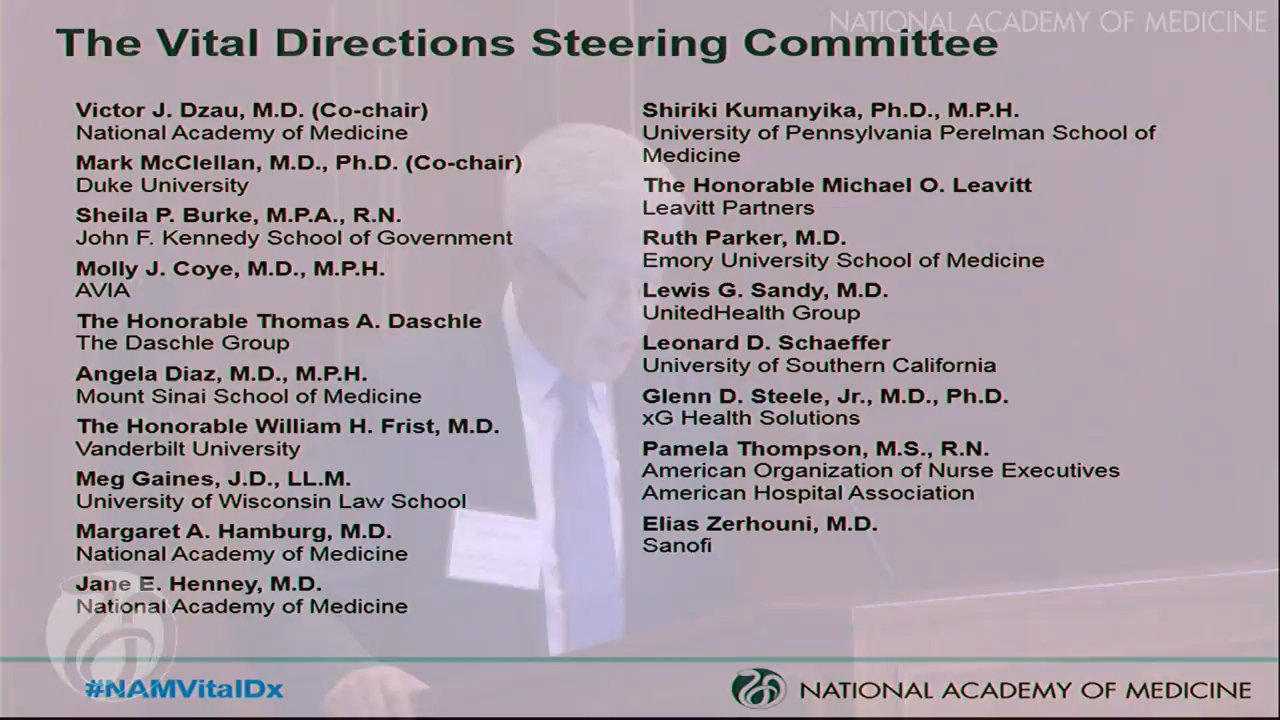 NATIONAL ACADEMY OF MEDICINE
The Vital Directions Steering Committee
Victor J. Dzau, M.D. (Co-chair)
National Academy of Medicine
Mark McClellan, M.D., Ph.D. (Co-chair)
Duke University
Sheila P. Burke, M.P.A., R.N.
John F. Kennedy School of Government
Molly J. Coye, M.D., M.P.H.
AVIA
The Honorable Thomas A. Daschle
The Daschle Group
Angela Diaz, M.D., M.P.H.
Mount Sinai School of Medicine
The Honorable William H. Frist, M.D.
Vanderbilt University
Meg Gaines, J.D., LL.M.
University of Wisconsin Law School
Margaret A. Hamburg, M.D.
National Academy of Medicine
Jane E. Henney, M.D.
National Academy of Medicine
Shiriki Kumanyika, Ph.D., M.P.H.
University of Pennsylvania Perelman School of
Medicine
The Honorable Michael O. Leavitt
Leavitt Partners
Ruth Parker, M.D.
Emory University School of Medicine
Lewis G. Sandy, M.D.
UnitedHealth Group
Leonard D. Schaeffer
University of Southern California
Glenn D. Steele, Jr., M.D., Ph.D.
xG Health Solutions
Pamela Thompson, M.S., R.N.
American Organization of Nurse Executives
American Hospital Association
Elias Zerhouni, M.D.
Sanofi
#NAMVitalDx
NATIONAL ACADEMY OF MEDICINE